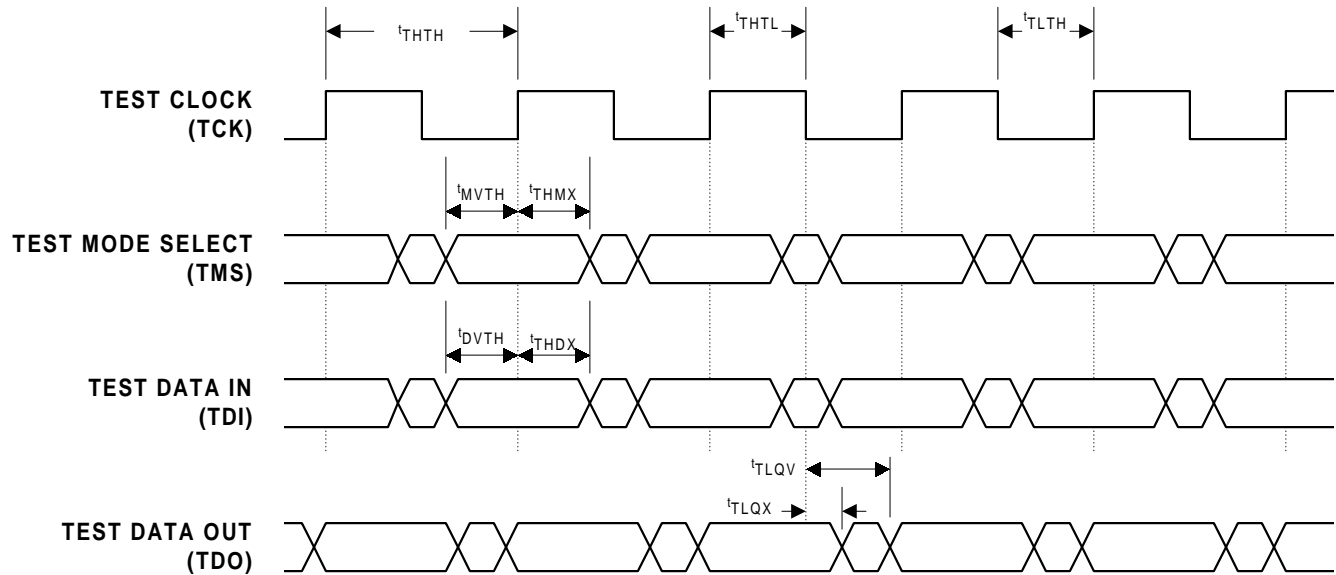 tTHTH
tTHTL
tTLTH
TEST CLOCK
(TCK)
tMVTH
tTHMX
TEST MODE SELECT
(TMS)
tDVTH
tTHDX
TEST DATA IN
(TDI)
tTLQV
tTLQX
TEST DATA OUT
(TDO)